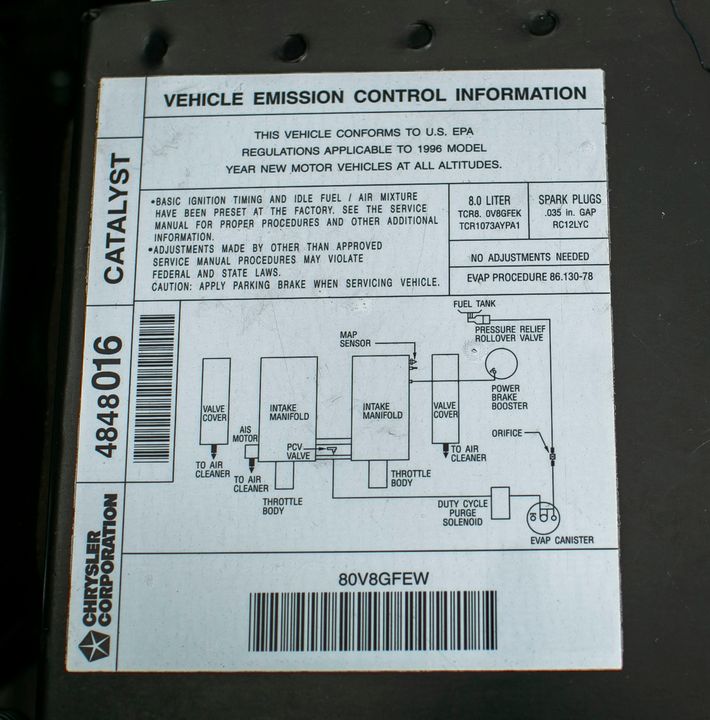 VEHICLE EMISSION CONTROL INFORMATION
THIS VEHICLE CONFORMS TO U.S. EPA
REGULATIONS APPLICABLE TO 1996 MODEL
YEAR NEW MOTOR VEHICLES AT ALL ALTITUDES.
•BASIC IGNITION TIMING AND IDLE FUEL / AIR MIXTURE
HAVE BEEN PRESET AT THE FACTORY. SEE THE SERVICE
MANUAL FOR PROPER PROCEDURES AND OTHER ADDITIONAL
INFORMATION.
•ADJUSTMENTS MADE BY OTHER THAN APPROVED
SERVICE MANUAL PROCEDURES MAY VIOLATE
FEDERAL AND STATE LAWS.
CAUTION: APPLY PARKING BRAKE WHEN SERVICING VEHICLE.
8.0 LITER
TCR8. 0V8GFEK
TCR1073AYPA1
SPARK PLUGS
.035 in. GAP
RC12LYC
NO ADJUSTMENTS NEEDED
EVAP PROCEDURE 86.130-78
CATALYST
4848016
CHRYSLER
CORPORATION
FUEL TANK
PRESSURE RELIEF
ROLLOVER VALVE
MAP
SENSOR
VALVE
COVER
INTAKE
MANIFOLD
INTAKE
MANIFOLD
VALVE
COVER
POWER
BRAKE
BOOSTER
AIS
MOTOR
PCV
VALVE
ORIFICE
TO AIR
CLEANER
TO AIR
CLEANER
TO AIR
CLEANER
THROTTLE
BODY
THROTTLE
BODY
DUTY CYCLE
PURGE
SOLENOID
EVAP CANISTER
80V8GFEW